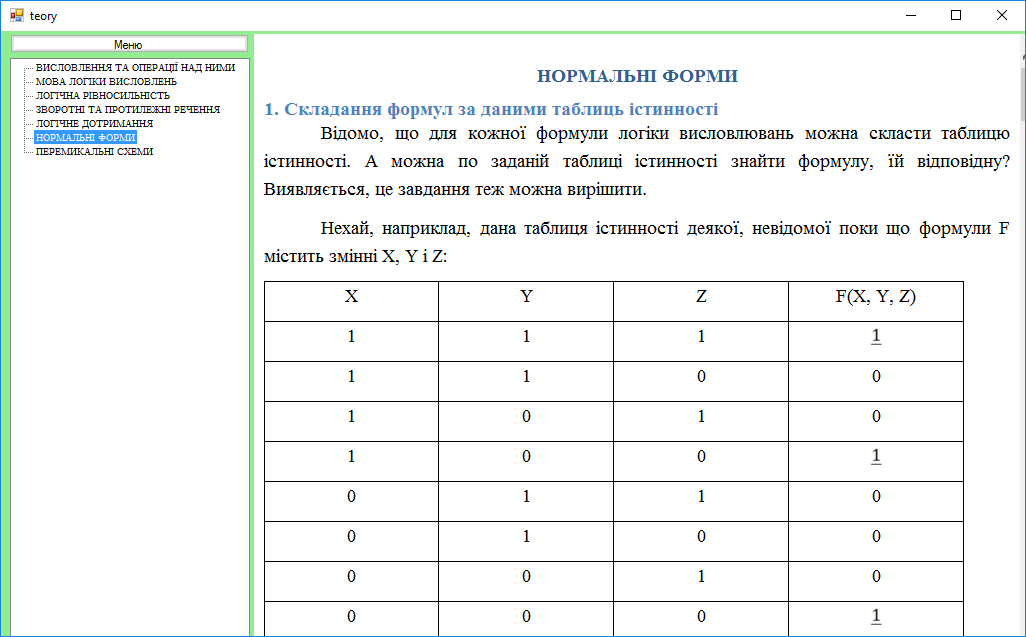 teory
Меню
ВИСЛОВЛЕННЯ ТА ОПЕРАЦІЇ НАД НИМИ
МОВА ЛОГІКИ ВИСЛОВЛЕНЬ
ЛОГІЧНА РІВНОСИЛЬНІСТЬ
ЗВОРОТНІ ТА ПРОТИЛЕЖНІ РЕЧЕННЯ
ЛОГІЧНЕ ДОТРИМАННЯ
НОРМАЛЬНІ ФОРМИ
ПЕРЕМИКАЛЬНІ СХЕМИ
НОРМАЛЬНІ ФОРМИ
1. Складання формул за даними таблиць істинності
Відомо, що для кожної формули логіки висловлювань можна скласти таблицю
істинності. А можна по заданій таблиці істинності знайти формулу, їй відповідну?
Виявляється, це завдання теж можна вирішити.
Нехай, наприклад, дана таблиця істинності деякої, невідомої поки що формули F
містить змінні X, Y і Z:
X Y Z F(X, Y, Z)
1 1 1 1
1 1 0 0
1 0 1 0
1 0 0 1
0 1 1 0
0 1 0 0
0 0 1 0
0 0 0 1